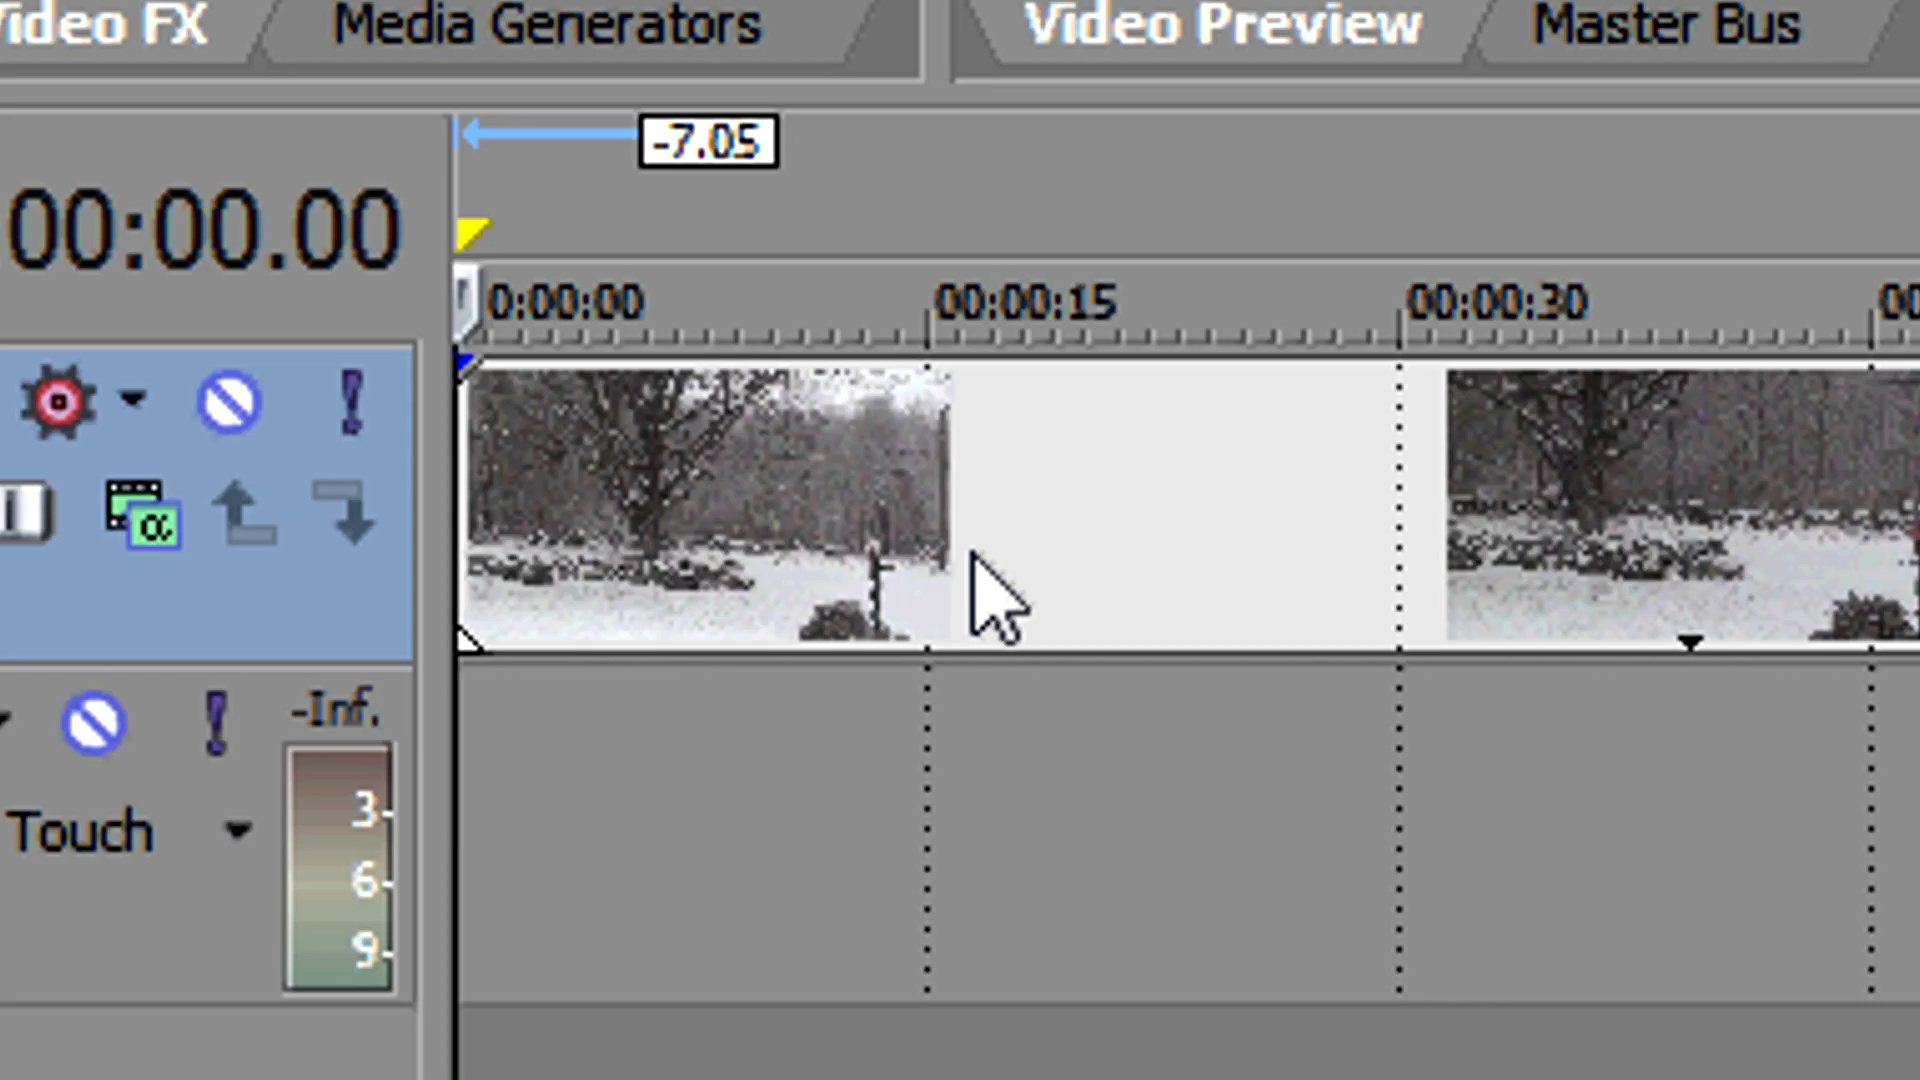 Video FX Media Generators Video Preview Master Bus
-7.05
00:00.00
0:00:00 00:00:15 00:00:30 00
α
-Inf.
3
Touch
6
9